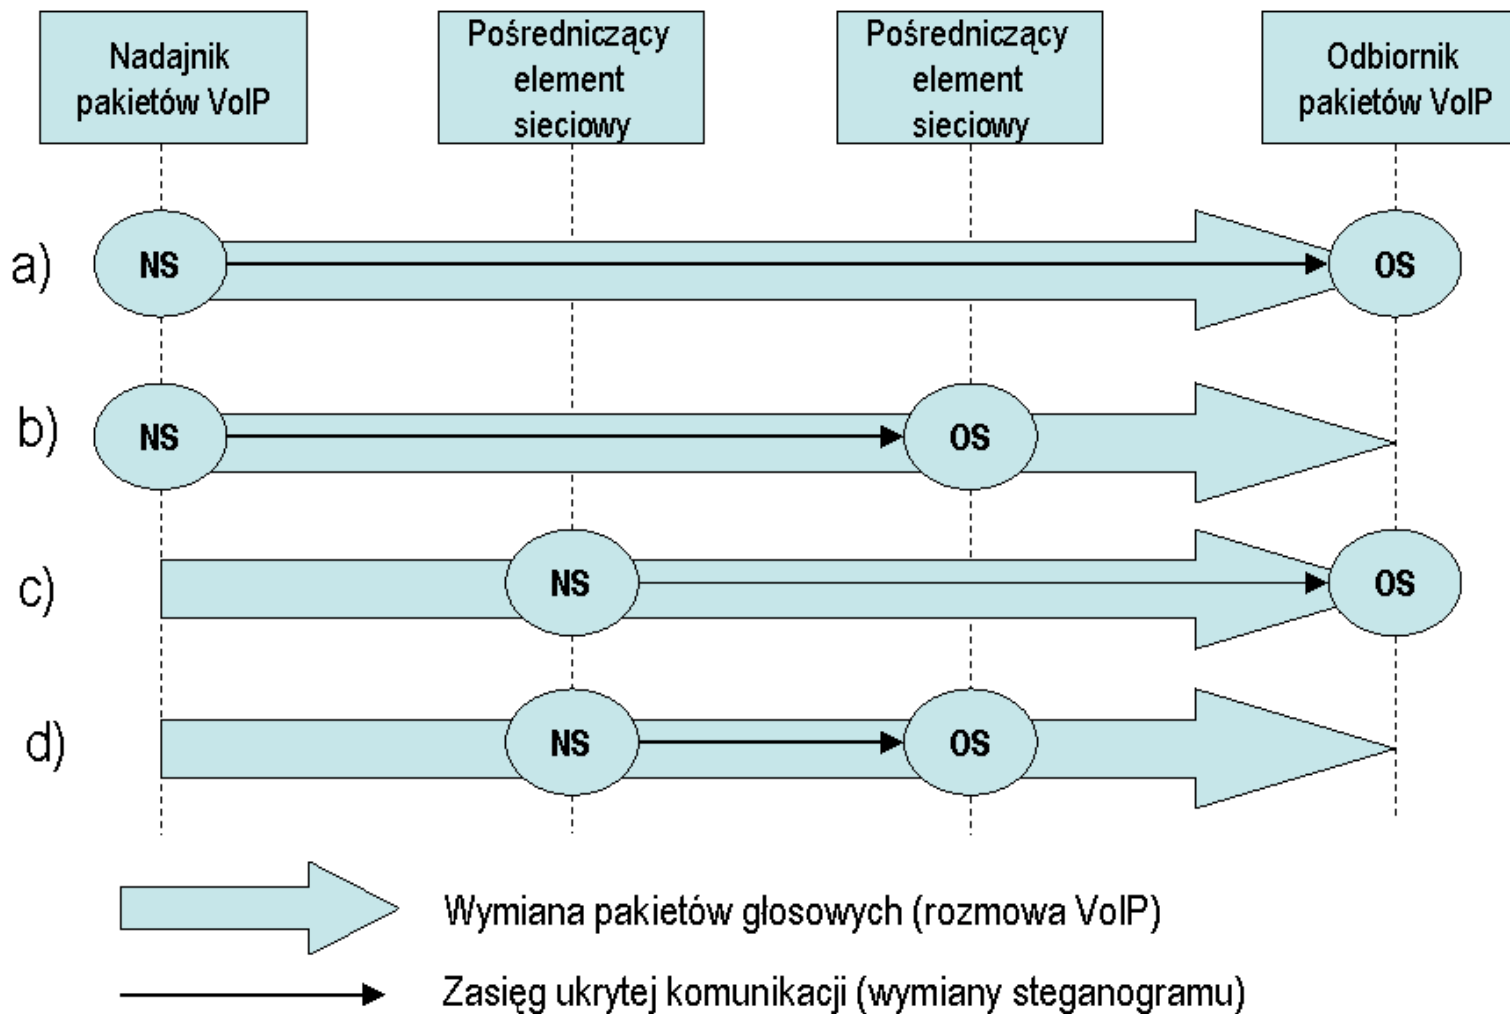 Nadajnik
pakietów VoIP
Pośredniczący
element
sieciowy
Pośredniczący
element
sieciowy
Odbiornik
pakietów VoIP
a)
NS
OS
b)
NS
OS
c)
NS
OS
d)
NS
OS
Wymiana pakietów głosowych (rozmowa VoIP)
Zasięg ukrytej komunikacji (wymiany steganogramu)